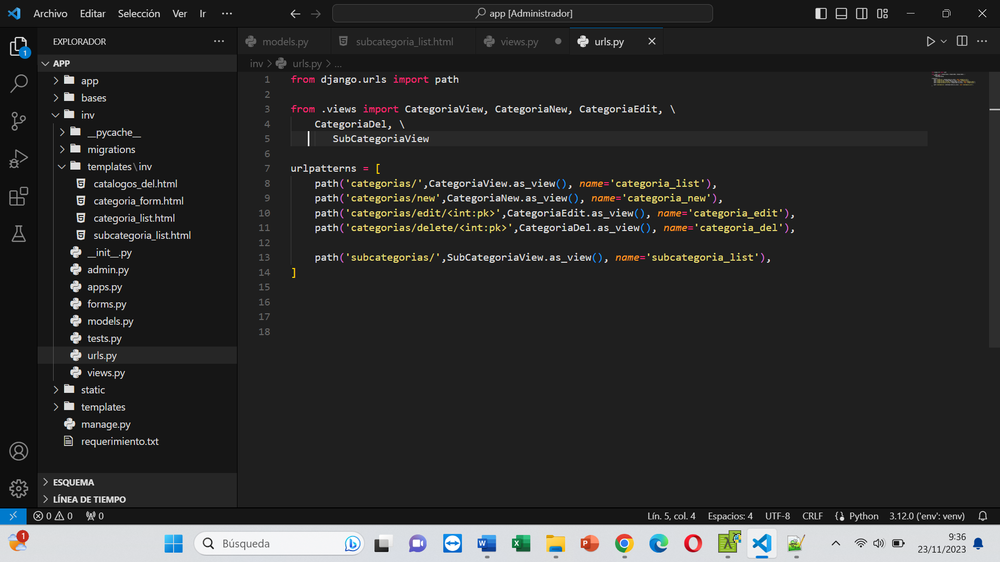 Archivo Editar Selección Ver Ir ···
app [Administrador]
EXPLORADOR
models.py
subcategoria_list.html
views.py
urls.py
inv > urls.py > ...
1
APP
app
bases
inv
__pycache__
migrations
templates\inv
catalogos_del.html
categoria_form.html
categoria_list.html
subcategoria_list.html
__init__.py
admin.py
apps.py
forms.py
models.py
tests.py
urls.py
views.py
static
templates
manage.py
requerimiento.txt
ESQUEMA
LÍNEA DE TIEMPO
1 from django.urls import path
2
3 from .views import CategoriaView, CategoriaNew, CategoriaEdit, \
4     CategoriaDel, \
5        SubCategoriaView
6
7 urlpatterns = [
8     path('categorias/',CategoriaView.as_view(), name='categoria_list'),
9     path('categorias/new',CategoriaNew.as_view(), name='categoria_new'),
10     path('categorias/edit/<int:pk>',CategoriaEdit.as_view(), name='categoria_edit'),
11     path('categorias/delete/<int:pk>',CategoriaDel.as_view(), name='categoria_del'),
12
13     path('subcategorias/',SubCategoriaView.as_view(), name='subcategoria_list'),
14 ]
15
16
17
18
0 0 0
Lín. 5, col. 4 Espacios: 4 UTF-8 CRLF Python 3.12.0 ('env': venv)
1
Búsqueda
9:36
23/11/2023